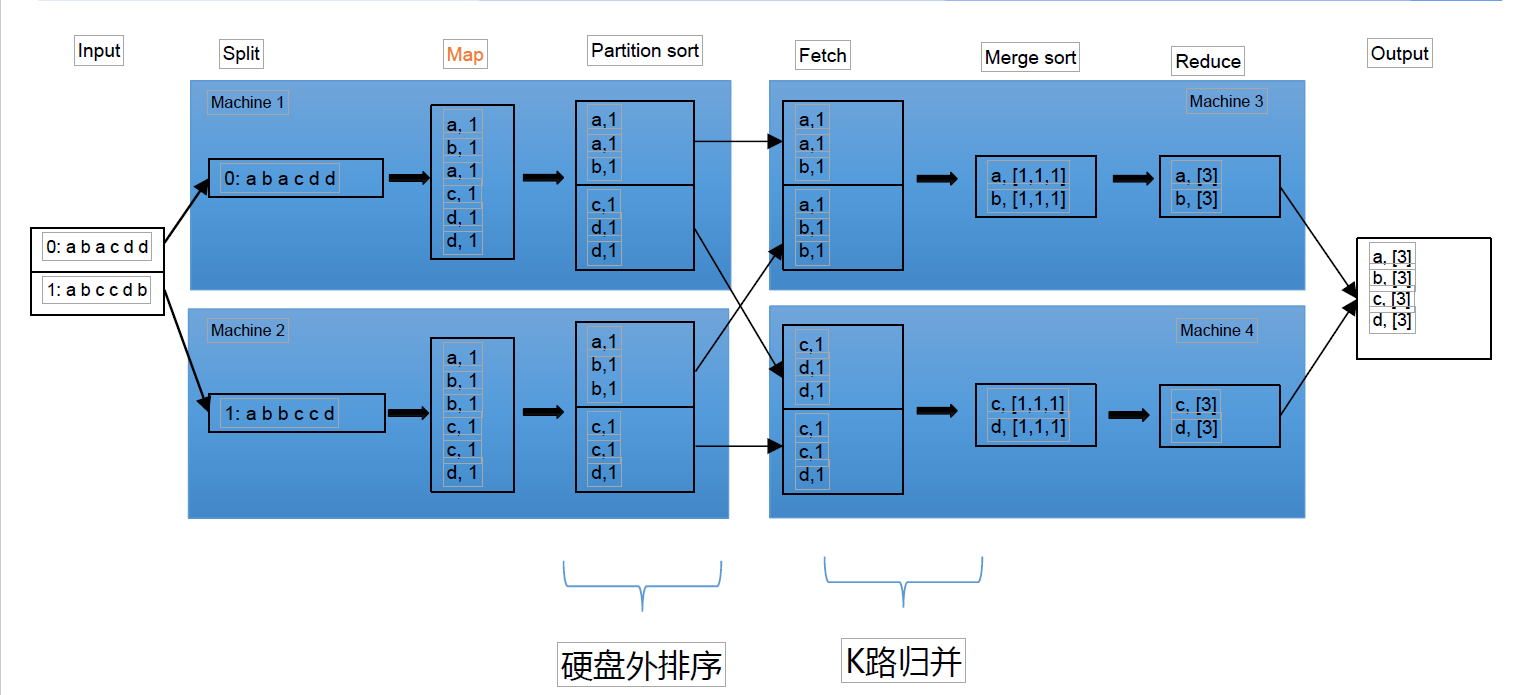 Input
Split
Map
Partition sort
Fetch
Merge sort
Reduce
Output
Machine 1
0: a b a c d d
a, 1
b, 1
a, 1
c, 1
d, 1
d, 1
a,1
a,1
b,1
c,1
d,1
d,1
0: a b a c d d
1: a b c c d b
Machine 2
1: a b b c c d
a, 1
b, 1
b, 1
c, 1
c, 1
d, 1
a,1
b,1
b,1
c,1
c,1
d,1
Machine 3
a,1
a,1
b,1
a,1
b,1
b,1
a, [1,1,1]
b, [1,1,1]
a, [3]
b, [3]
Machine 4
c,1
d,1
d,1
c,1
c,1
d,1
c, [1,1,1]
d, [1,1,1]
c, [3]
d, [3]
a, [3]
b, [3]
c, [3]
d, [3]
硬盘外排序
K路归并